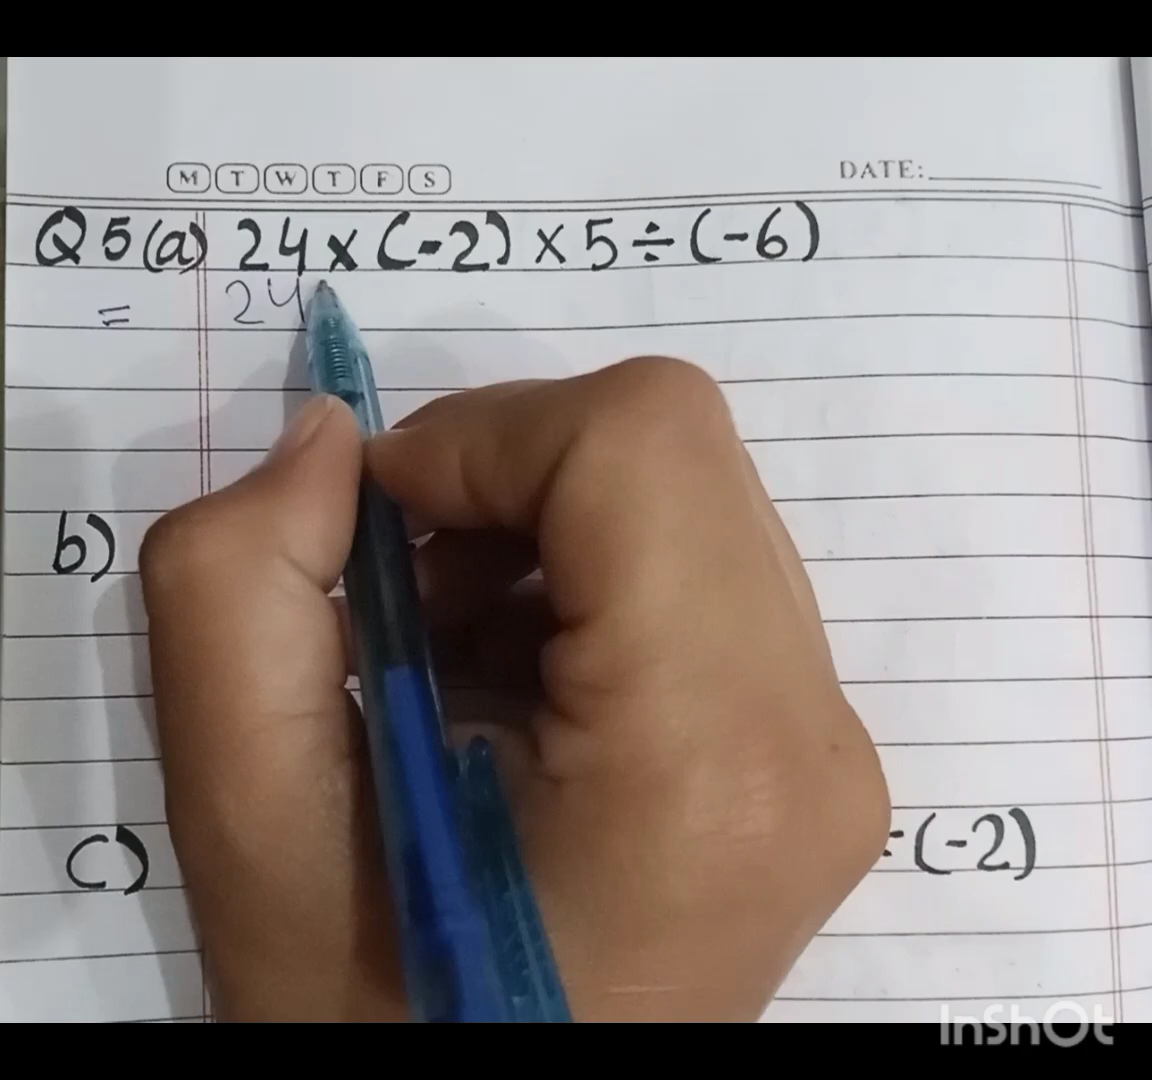 M T W T F S
DATE:
Q5(a) 24 × (-2) × 5 ÷ (-6)
= 24
b)
c) ÷(-2)
InShOt